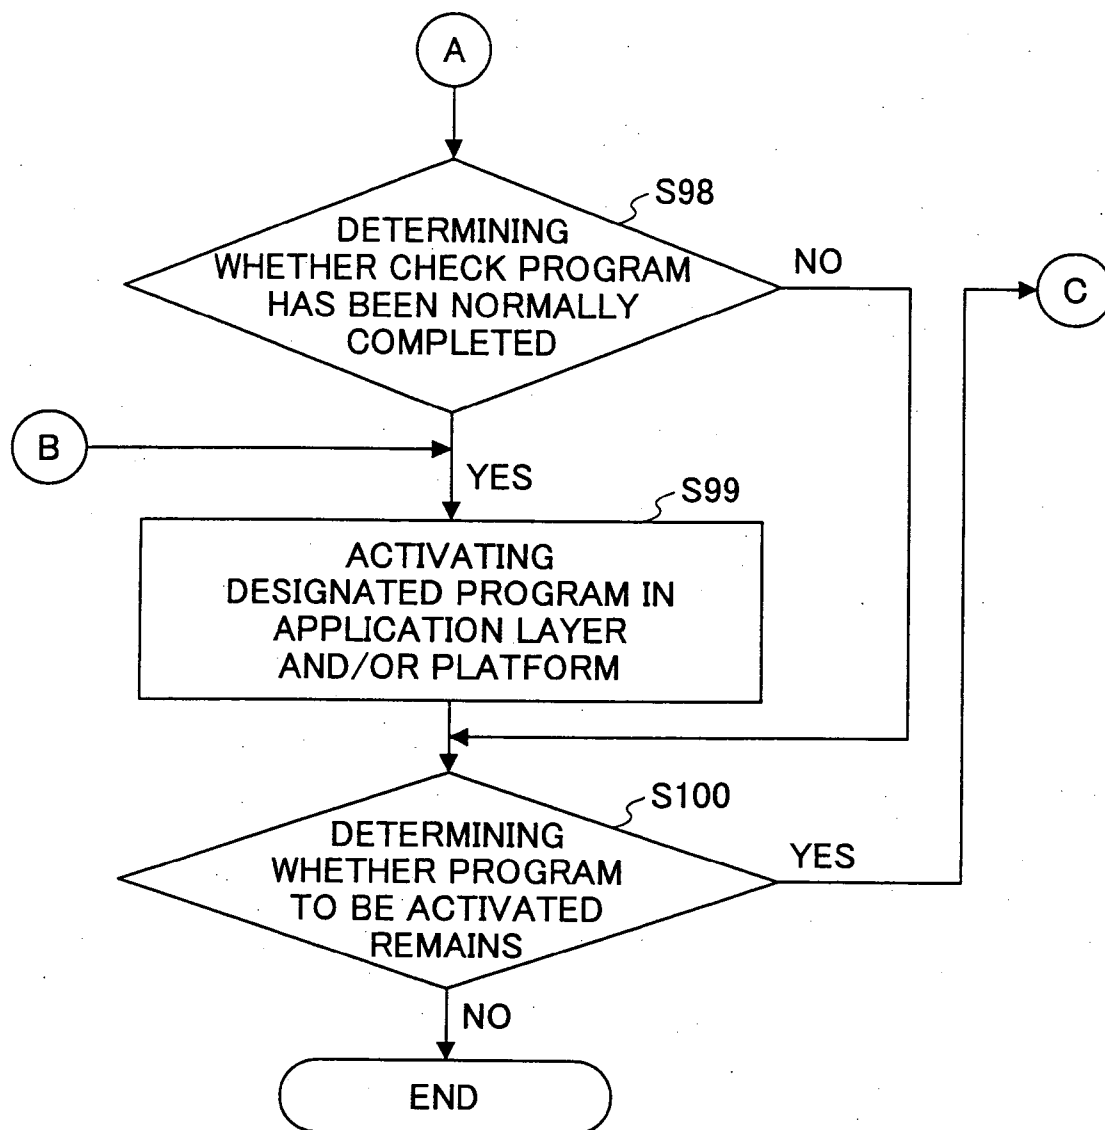 A
S98
DETERMINING
WHETHER CHECK PROGRAM
HAS BEEN NORMALLY
COMPLETED
NO
C
B
YES
S99
ACTIVATING
DESIGNATED PROGRAM IN
APPLICATION LAYER
AND/OR PLATFORM
S100
DETERMINING
WHETHER PROGRAM
TO BE ACTIVATED
REMAINS
YES
NO
END